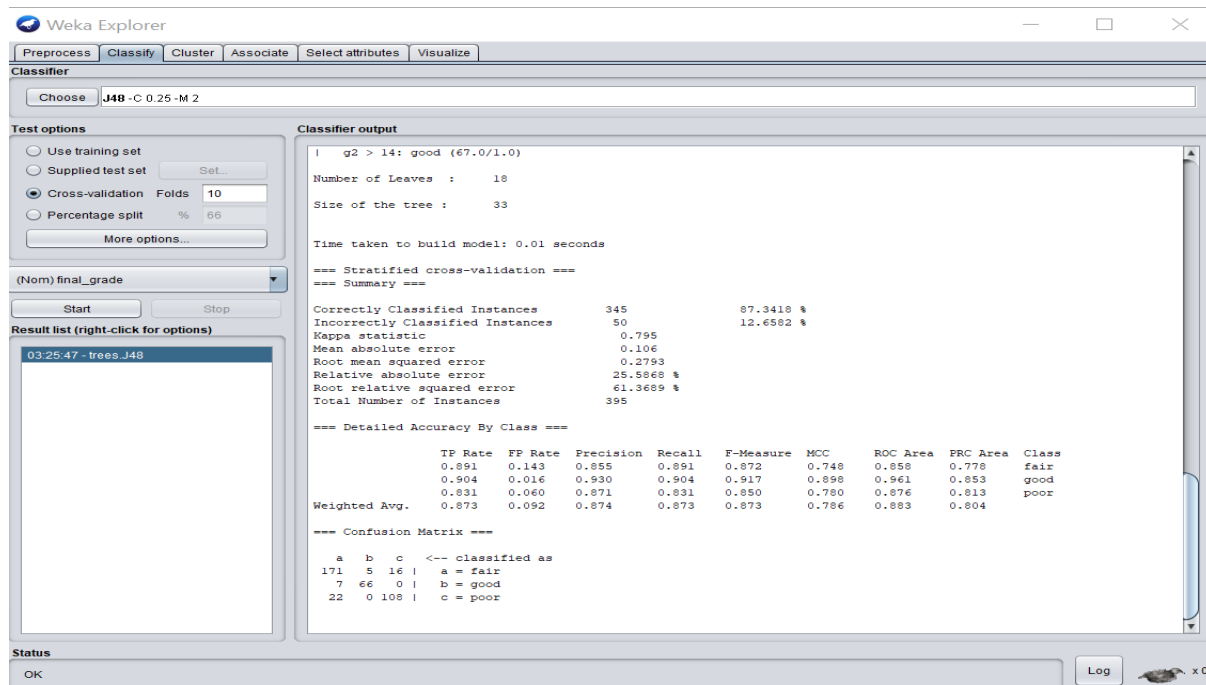 Weka Explorer
Preprocess Classify Cluster Associate Select attributes Visualize
Classifier
Choose J48 -C 0.25 -M 2
Test options
Use training set
Supplied test set Set...
Cross-validation Folds 10
Percentage split % 66
More options...
(Nom) final_grade
Start Stop
Result list (right-click for options)
03:25:47 - trees.J48
Classifier output
| g2 > 14: good (67.0/1.0)
Number of Leaves : 18
Size of the tree : 33
Time taken to build model: 0.01 seconds
=== Stratified cross-validation ===
=== Summary ===
Correctly Classified Instances 345 87.3418 %
Incorrectly Classified Instances 50 12.6582 %
Kappa statistic 0.795
Mean absolute error 0.106
Root mean squared error 0.2793
Relative absolute error 25.5868 %
Root relative squared error 61.3689 %
Total Number of Instances 395
=== Detailed Accuracy By Class ===
TP Rate FP Rate Precision Recall F-Measure MCC ROC Area PRC Area Class
0.891 0.143 0.855 0.891 0.872 0.748 0.858 0.778 fair
0.904 0.016 0.930 0.904 0.917 0.898 0.961 0.853 good
0.831 0.060 0.871 0.831 0.850 0.780 0.876 0.813 poor
Weighted Avg. 0.873 0.092 0.874 0.873 0.873 0.786 0.883 0.804
=== Confusion Matrix ===
a b c <-- classified as
171 5 16 | a = fair
7 66 0 | b = good
22 0 108 | c = poor
Status
OK
Log x 0